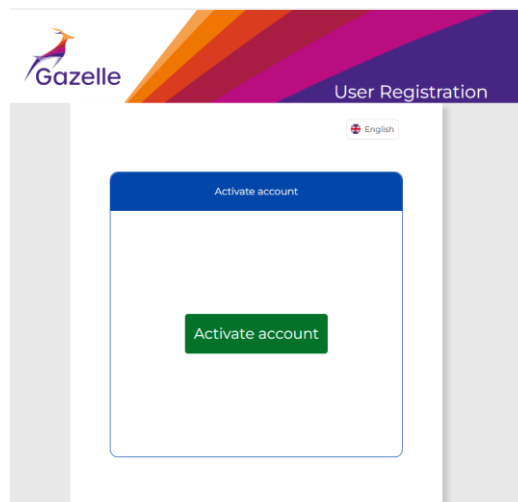 Gazelle
User Registration
English
Activate account
Activate account